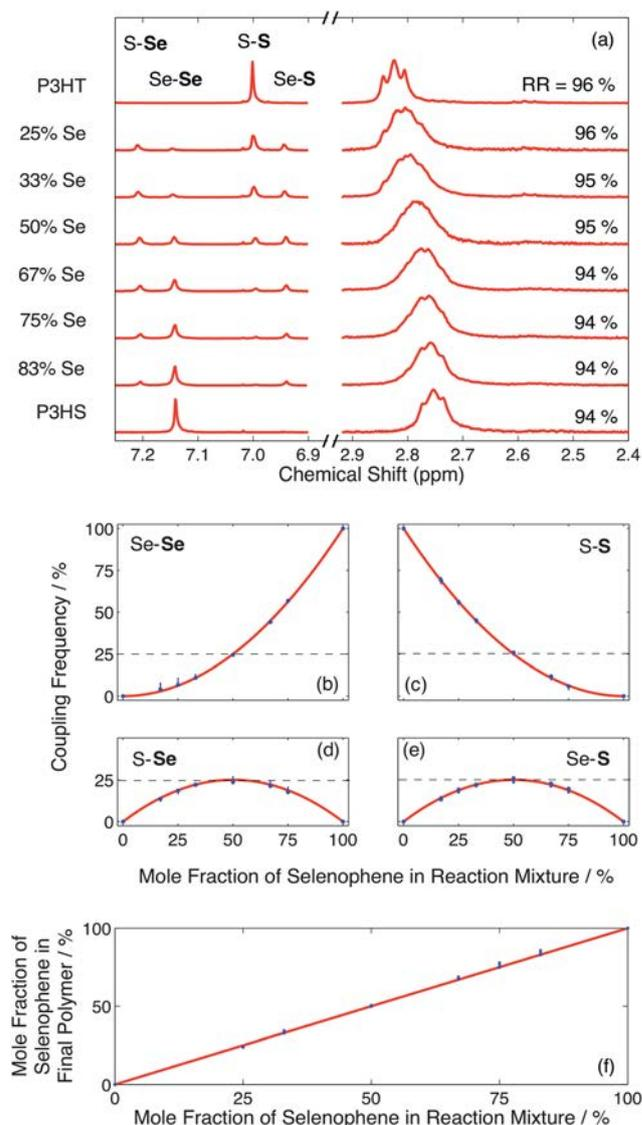 (a)
S-Se
S-S
Se-Se
Se-S
P3HT
RR = 96 %
25% Se
96 %
33% Se
95 %
50% Se
95 %
67% Se
94 %
75% Se
94 %
83% Se
94 %
P3HS
94 %
7.2 7.1 7.0 6.9 2.9 2.8 2.7 2.6 2.5 2.4
Chemical Shift (ppm)
Coupling Frequency / %
100
75
50
25
0
Se-Se
(b)
S-S
(c)
25
0
S-Se
(d)
0 25 50 75 100
(e)
Se-S
0 25 50 75 100
Mole Fraction of Selenophene in Reaction Mixture / %
Mole Fraction of
Selenophene in
Final Polymer / %
100
50
0
(f)
0 25 50 75 100
Mole Fraction of Selenophene in Reaction Mixture / %